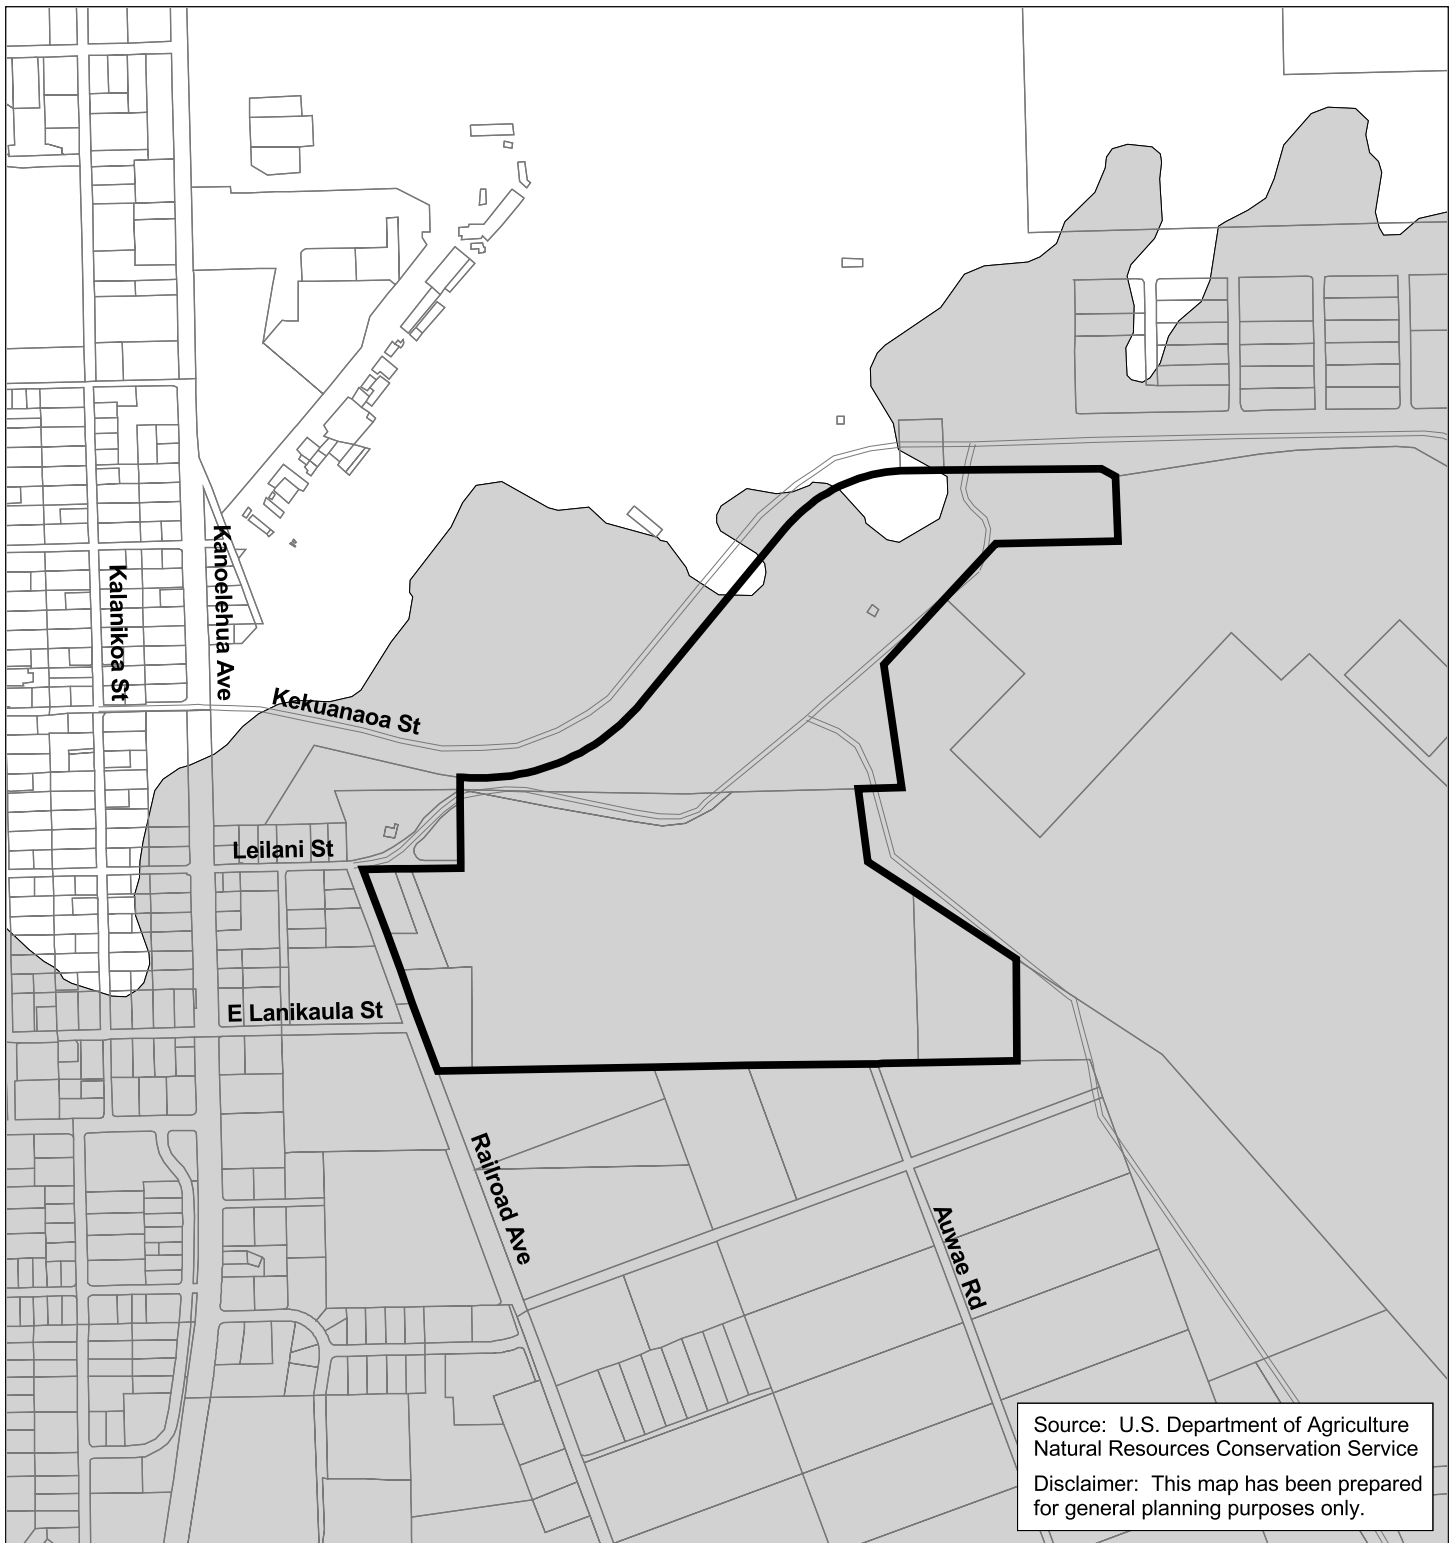 Kanoelehua Ave
Kalanikoa St
Kekuanaoa St
Leilani St
E Lanikaula St
Railroad Ave
Auwae Rd
Source: U.S. Department of Agriculture
Natural Resources Conservation Service
Disclaimer: This map has been prepared
for general planning purposes only.